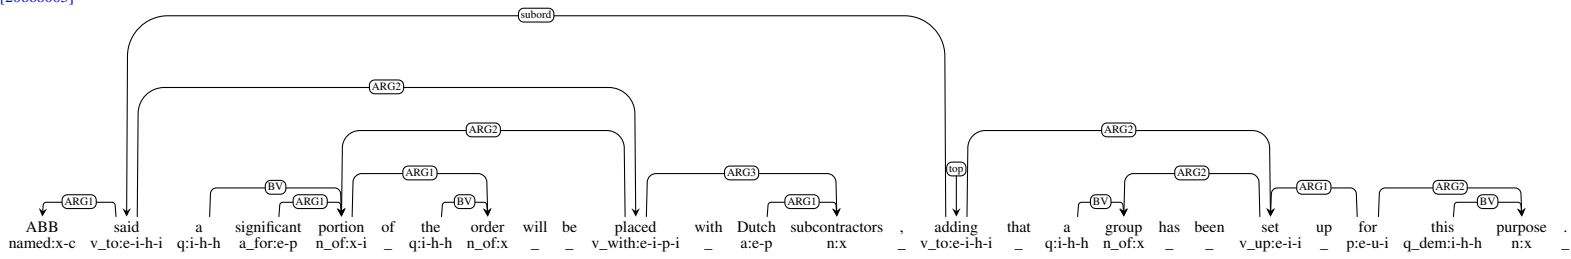 subord
ARG2
ARG2 ARG2
top
ARG1 ARG3 ARG2
BV ARG1 ARG2
ARG1 ARG1 BV ARG1 BV BV
ABB said a significant portion of the order will be placed with Dutch subcontractors , adding that a group has been set up for this purpose .
named:x-c v_to:e-i-h-i q:i-h-h a_for:e-p n_of:x-i _ q:i-h-h n_of:x _ _ v_with:e-i-p-i _ a:e-p n:x _ v_to:e-i-h-i _ q:i-h-h n_of:x _ _ v_up:e-i-i _ p:e-u-i q_dem:i-h-h n:x _